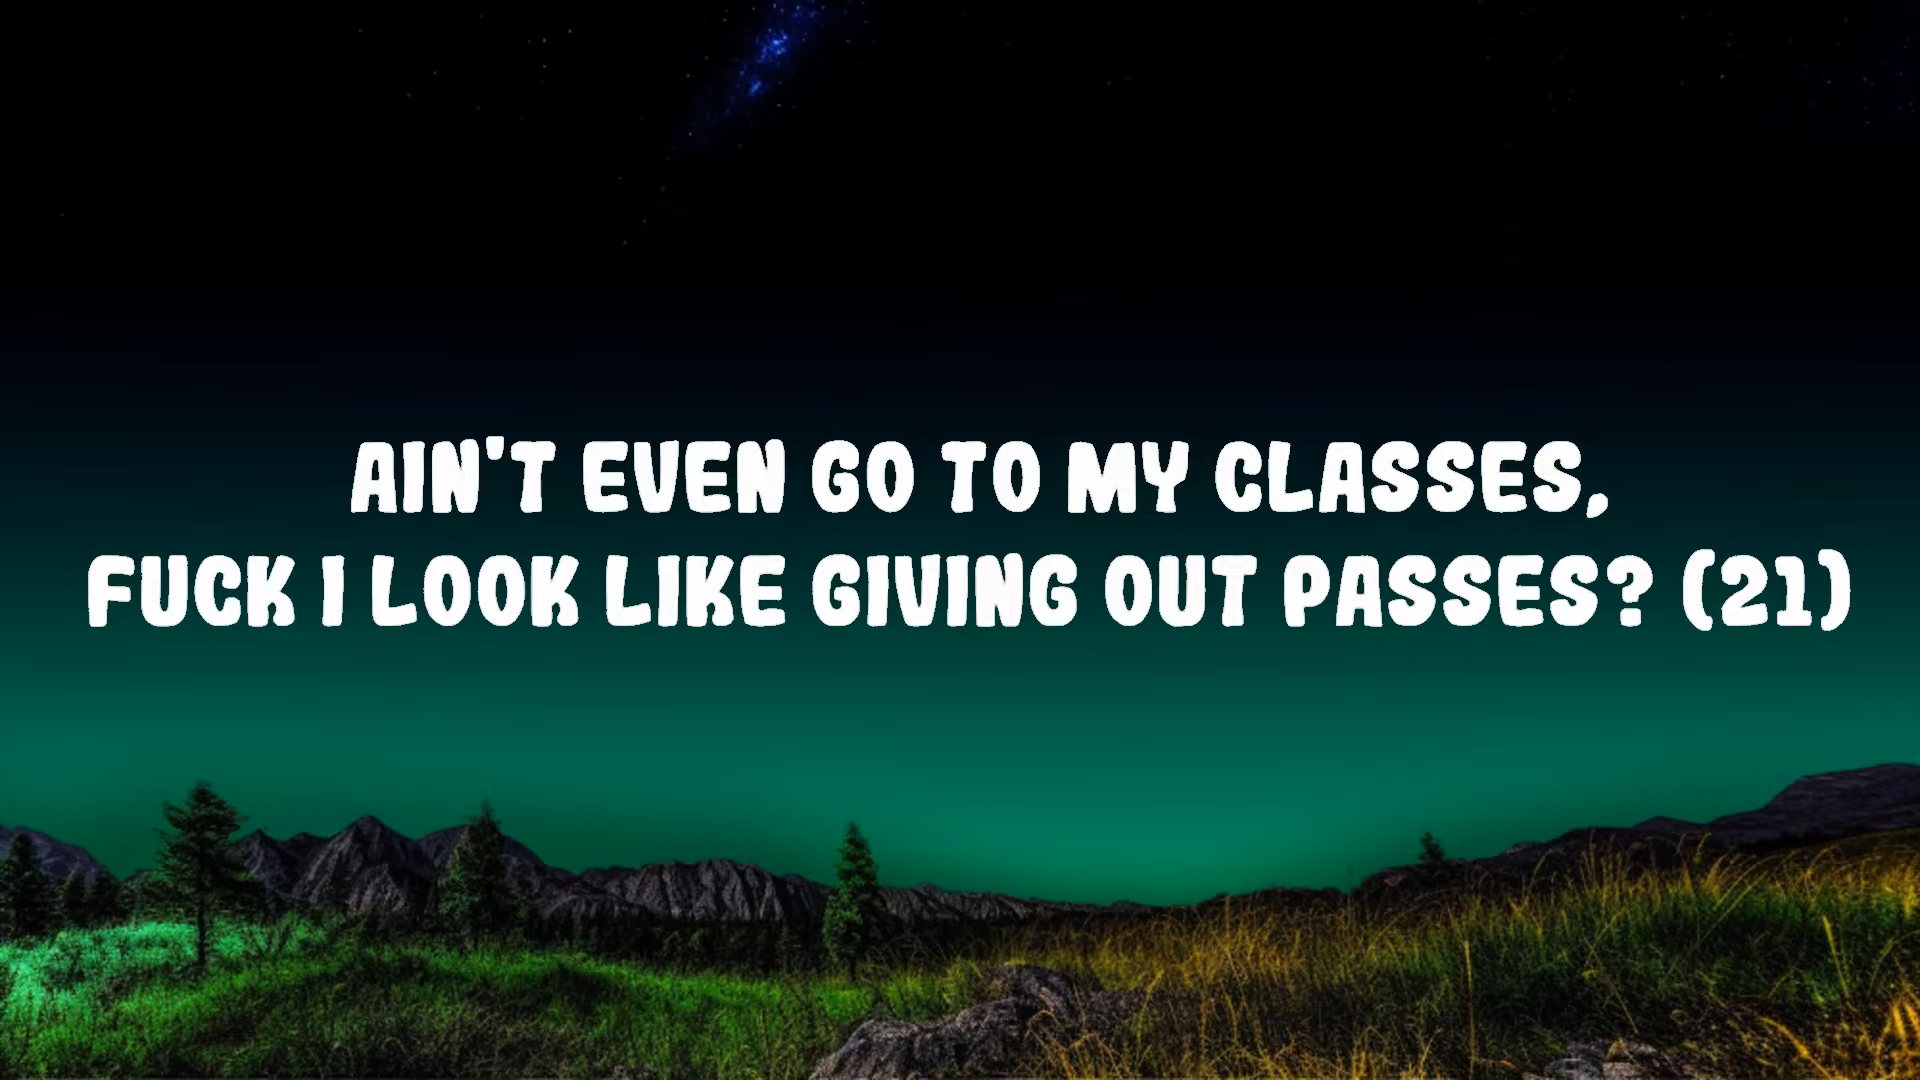 AIN'T EVEN GO TO MY CLASSES,
FUCK I LOOK LIKE GIVING OUT PASSES? (21)